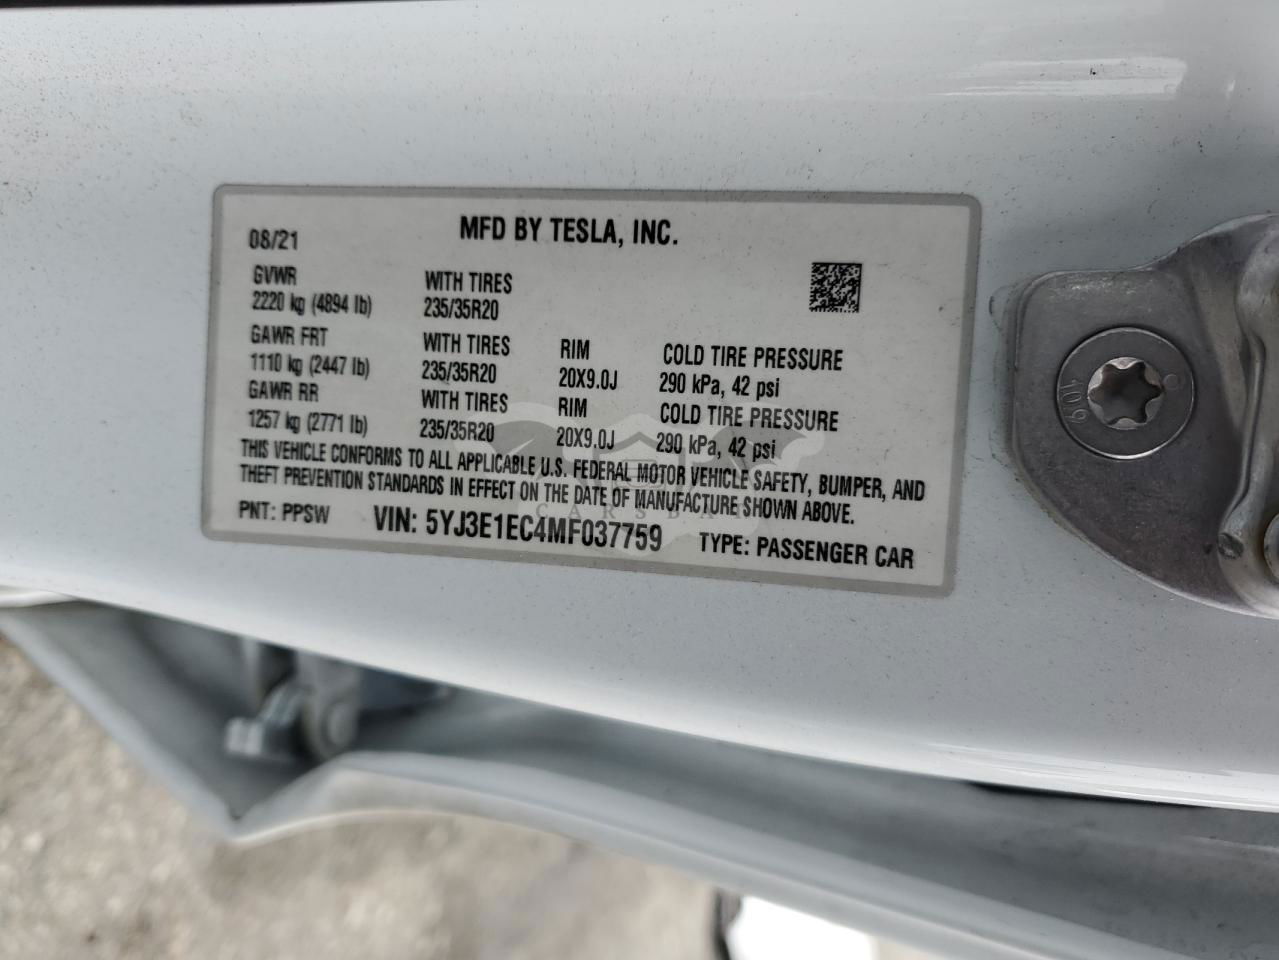 MFD BY TESLA, INC.
08/21
GVWR WITH TIRES
2220 kg (4894 lb) 235/35R20
GAWR FRT WITH TIRES RIM COLD TIRE PRESSURE
1110 kg (2447 lb) 235/35R20 20X9.0J 290 kPa, 42 psi
GAWR RR WITH TIRES RIM COLD TIRE PRESSURE
1257 kg (2771 lb) 235/35R20 20X9.0J 290 kPa, 42 psi
THIS VEHICLE CONFORMS TO ALL APPLICABLE U.S. FEDERAL MOTOR VEHICLE SAFETY, BUMPER, AND
THEFT PREVENTION STANDARDS IN EFFECT ON THE DATE OF MANUFACTURE SHOWN ABOVE.
PNT: PPSW VIN: 5YJ3E1EC4MF037759 TYPE: PASSENGER CAR
109